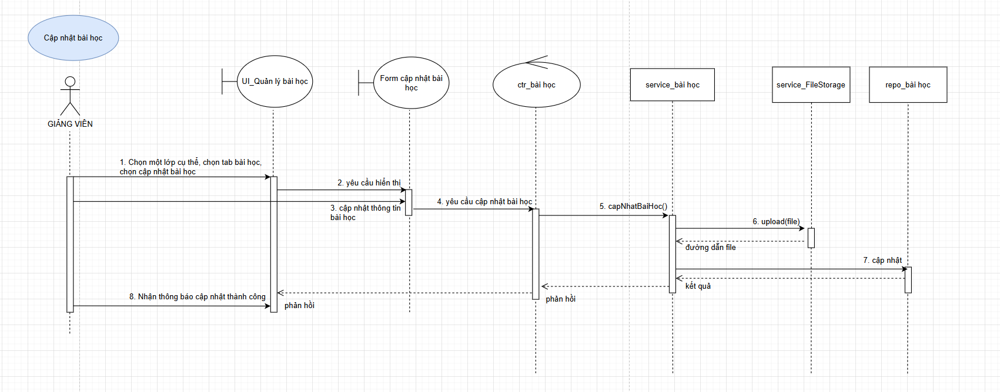 Cập nhật bài học
UI_Quản lý bài học
Form cập nhật bài
học
ctr_bài học
service_bài học
service_FileStorage
repo_bài học
GIẢNG VIÊN
1. Chọn một lớp cụ thể, chọn tab bài học,
chọn cập nhật bài học
2. yêu cầu hiển thị
3. cập nhật thông tin
bài học
4. yêu cầu cập nhật bài học
5. capNhatBaiHoc()
6. upload(file)
đường dẫn file
7. cập nhật
kết quả
phản hồi
phản hồi
8. Nhận thông báo cập nhật thành công